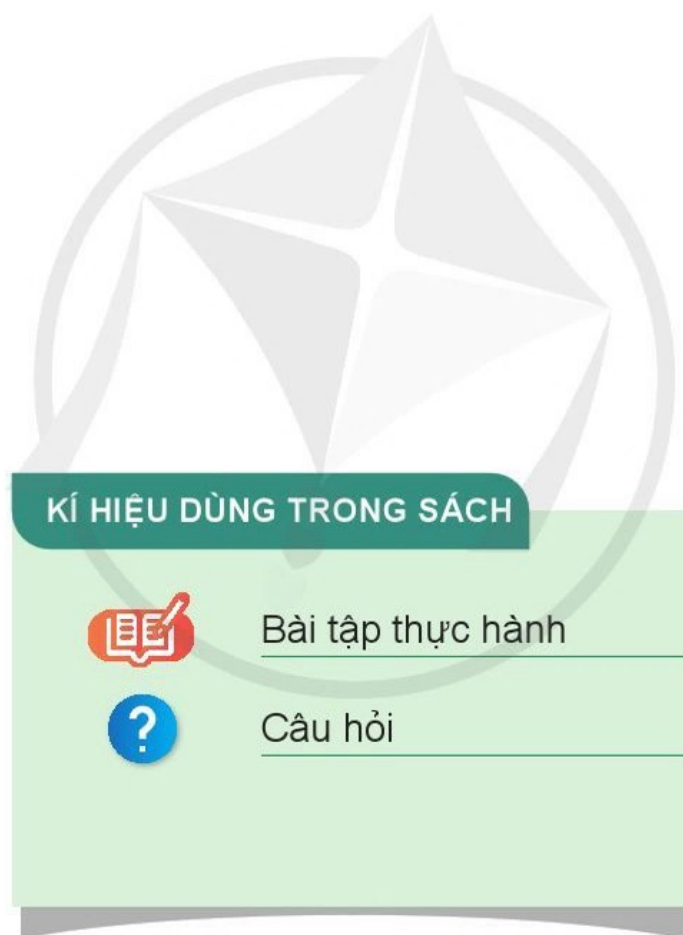 KÍ HIỆU DÙNG TRONG SÁCH
Bài tập thực hành
?
Câu hỏi